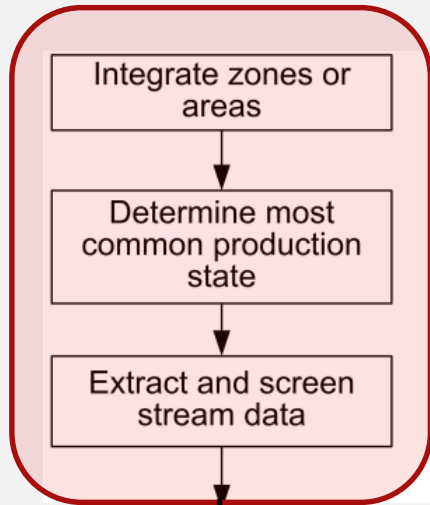 Integrate zones or
areas
Determine most
common production
state
Extract and screen
stream data